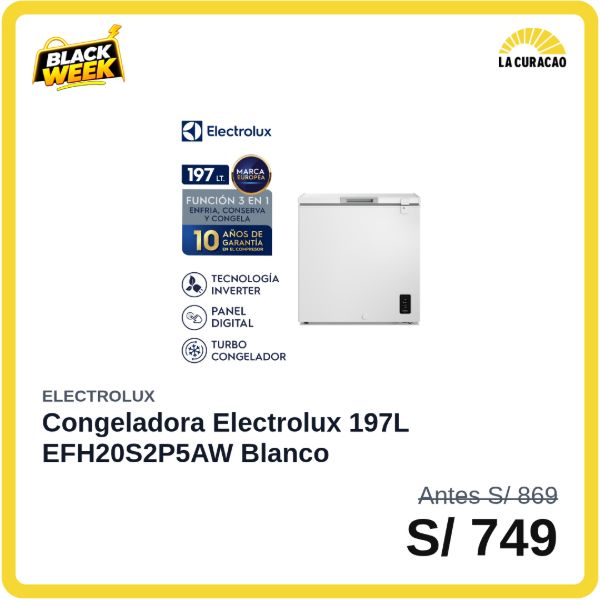 BLACK
WEEK
LA CURACAO
Electrolux
197 LT.
MARCA
EUROPEA
FUNCIÓN 3 EN 1
ENFRIA, CONSERVA
Y CONGELA
10 AÑOS DE
GARANTÍA
EN EL COMPRESOR
TECNOLOGÍA
INVERTER
PANEL
DIGITAL
TURBO
CONGELADOR
ELECTROLUX
Congeladora Electrolux 197L
EFH20S2P5AW Blanco
Antes S/ 869
S/ 749